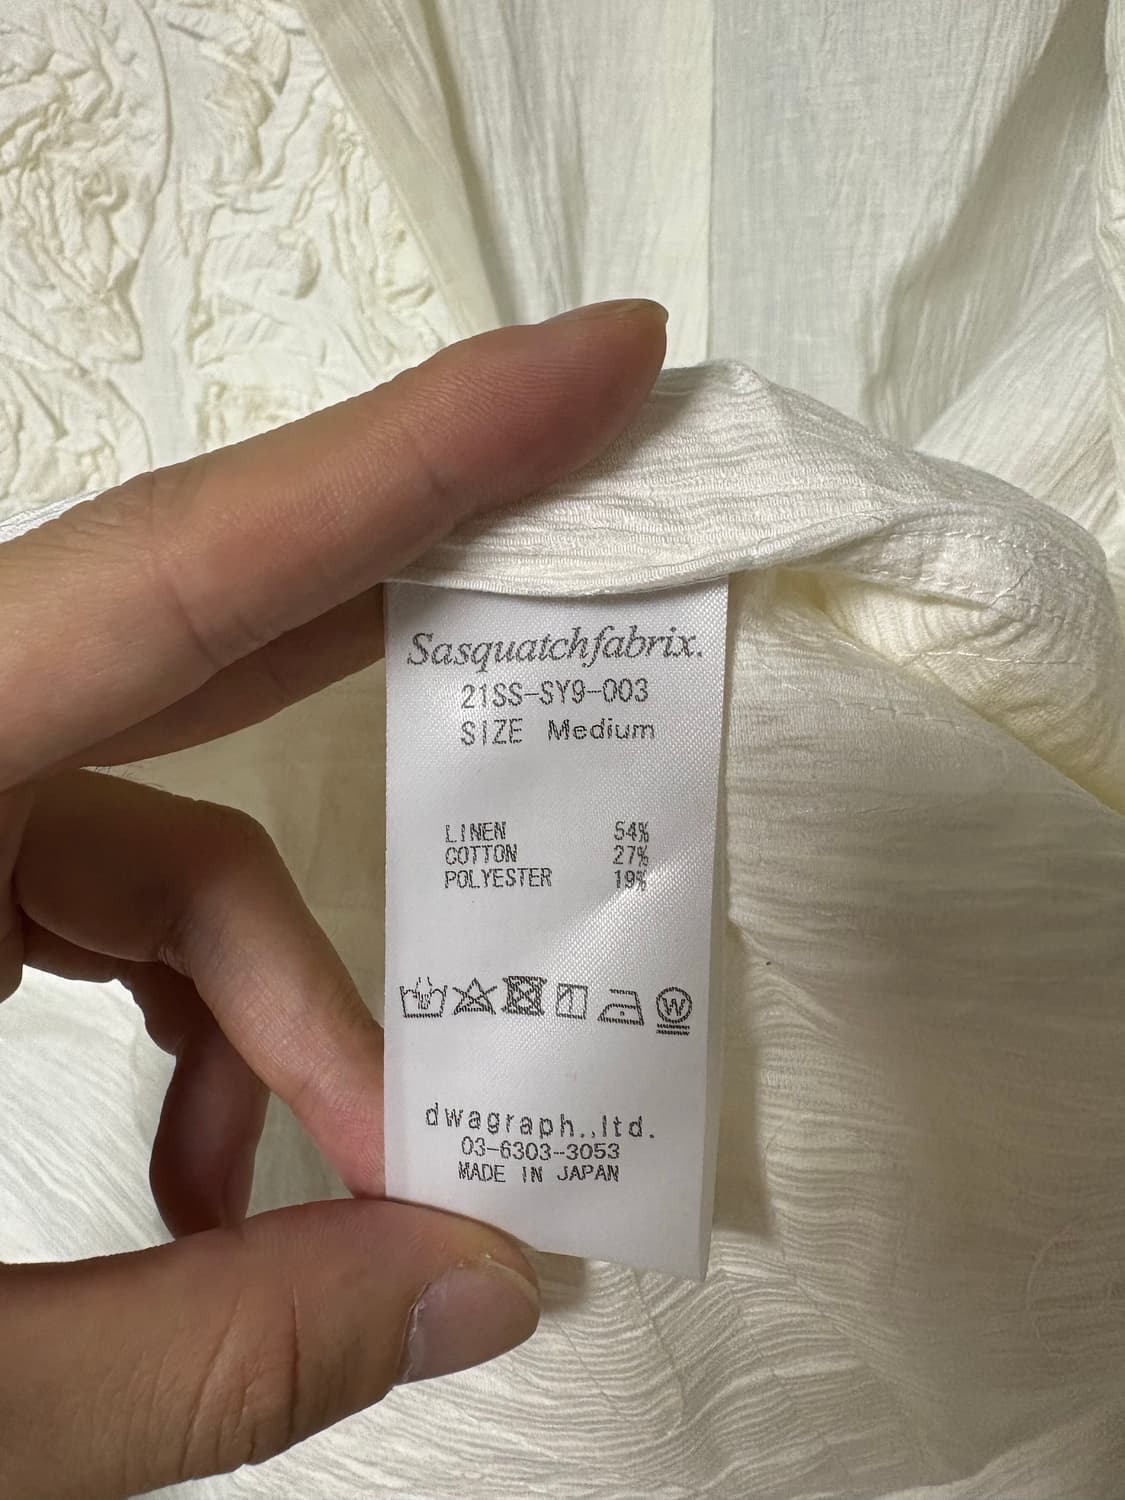 Sasquatchfabrix.
21SS-SY9-003
SIZE Medium
LINEN 54%
COTTON 27%
POLYESTER 19%
W
dwagraph.,ltd.
03-6303-3053
MADE IN JAPAN